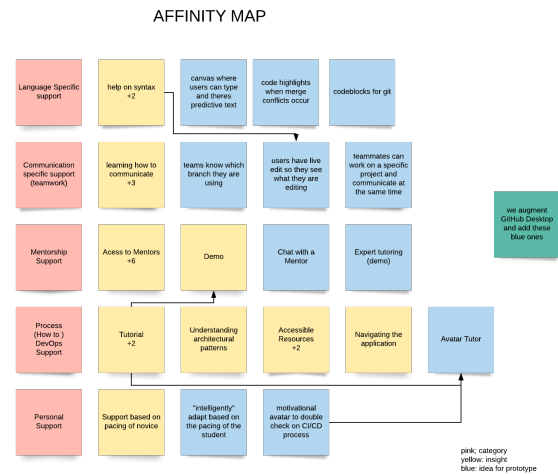 AFFINITY MAP
Language Specific
support
help on syntax
+2
canvas where
users can type
and theres
predictive text
code highlights
when merge
conflicts occur
codeblocks for git
Communication
specific support
(teamwork)
learning how to
communicate
+3
teams know which
branch they are
using
users have live
edit so they see
what they are
editing
teammates can
work on a specific
project and
communicate at
the same time
we augment
GitHub Desktop
and add these
blue ones
Mentorship
Support
Acess to Mentors
+6
Demo
Chat with a
Mentor
Expert tutoring
(demo)
Process
(How to )
DevOps
Support
Tutorial
+2
Understanding
architectural
patterns
Accessible
Resources
+2
Navigating the
application
Avatar Tutor
Personal
Support
Support based on
pacing of novice
"intelligently"
adapt based on
the pacing of the
student
motivational
avatar to double
check on CI/CD
process
pink; category
yellow: insight
blue: idea for prototype